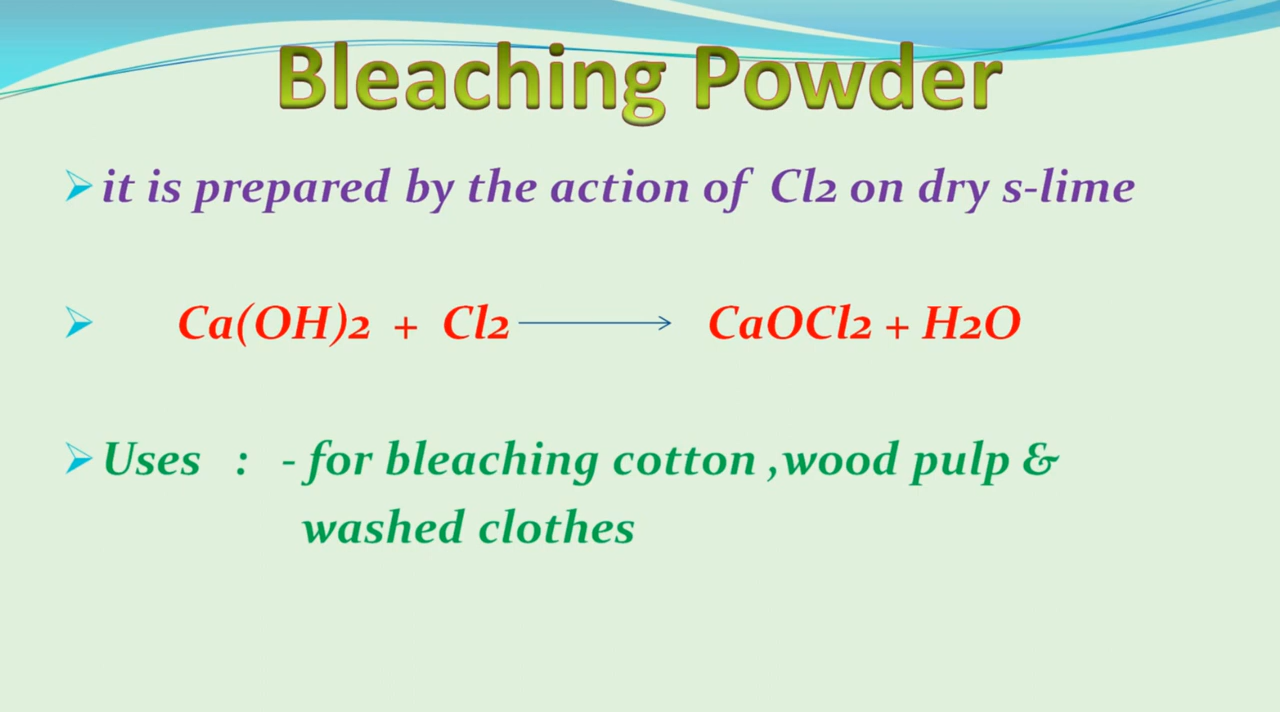 Bleaching Powder
it is prepared by the action of Cl2 on dry s-lime
Ca(OH)2 + Cl2 → CaOCl2 + H2O
Uses : - for bleaching cotton ,wood pulp &
washed clothes